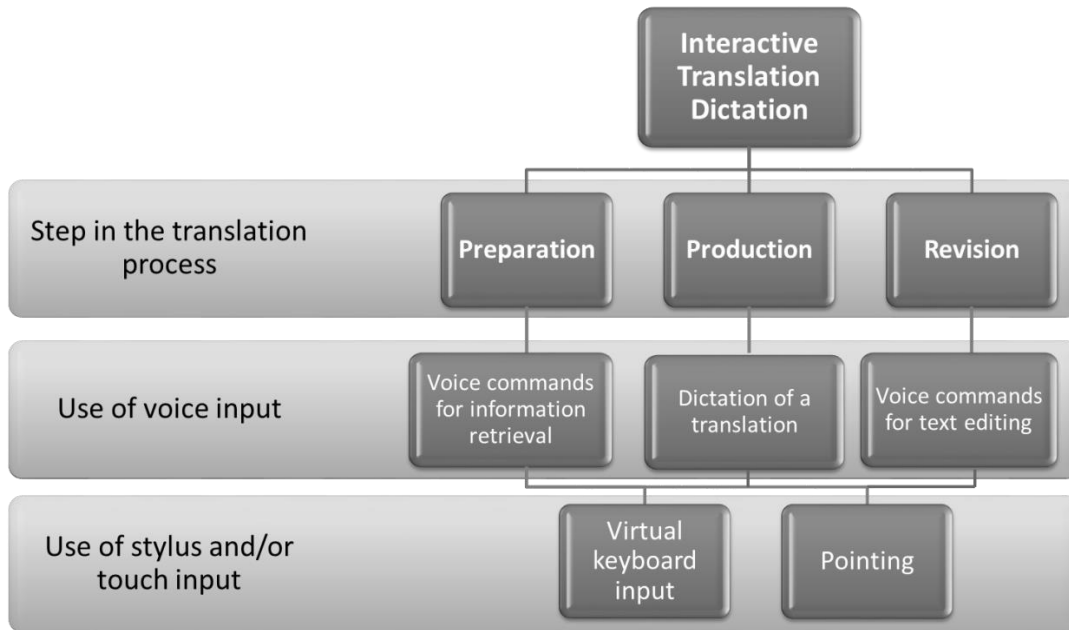 Interactive
Translation
Dictation
Step in the translation
process
Preparation
Production
Revision
Use of voice input
Voice commands
for information
retrieval
Dictation of a
translation
Voice commands
for text editing
Use of stylus and/or
touch input
Virtual
keyboard
input
Pointing